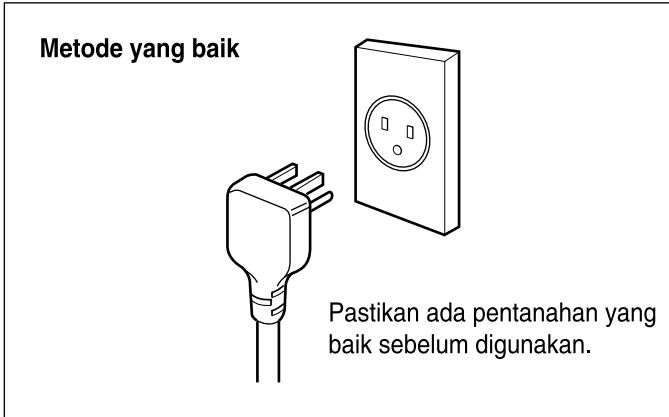 Metode yang baik
Pastikan ada pentanahan yang
baik sebelum digunakan.